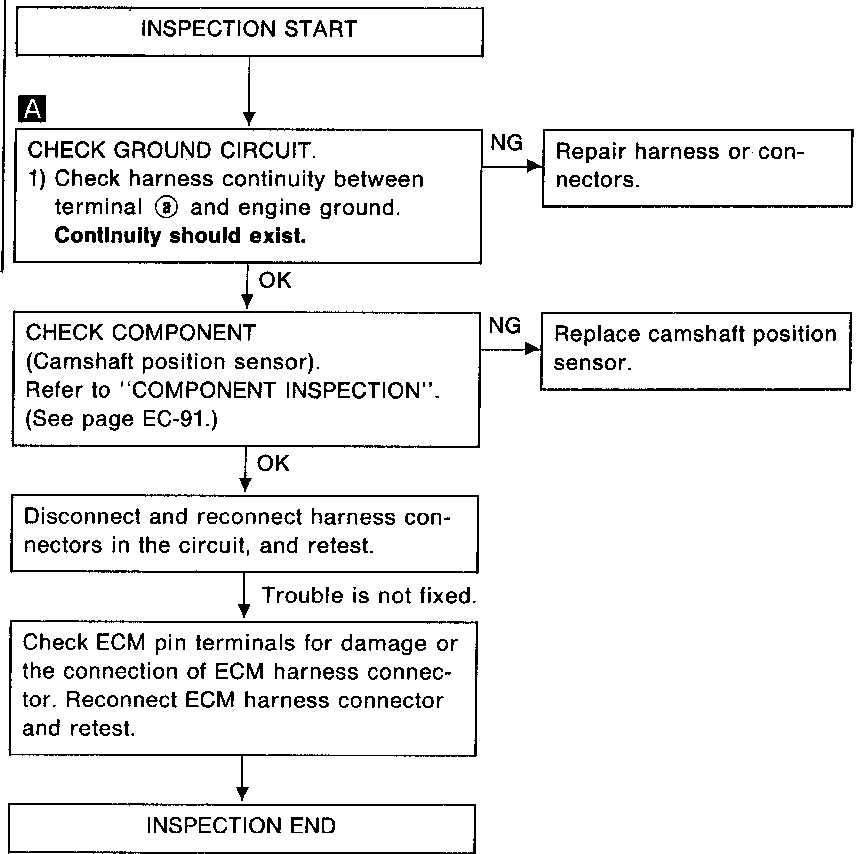 INSPECTION START
A
CHECK GROUND CIRCUIT.
1) Check harness continuity between
terminal ⓐ and engine ground.
Continuity should exist.
NG
Repair harness or con-
nectors.
OK
CHECK COMPONENT
(Camshaft position sensor).
Refer to "COMPONENT INSPECTION".
(See page EC-91.)
NG
Replace camshaft position
sensor.
OK
Disconnect and reconnect harness con-
nectors in the circuit, and retest.
Trouble is not fixed.
Check ECM pin terminals for damage or
the connection of ECM harness connec-
tor. Reconnect ECM harness connector
and retest.
INSPECTION END